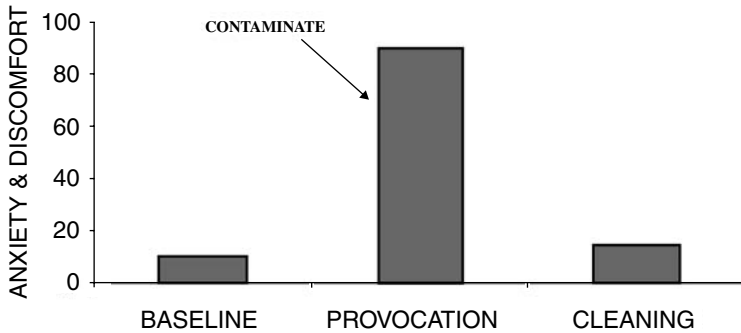 ANXIETY & DISCOMFORT
100
80
60
40
20
0
CONTAMINATE
BASELINE PROVOCATION CLEANING